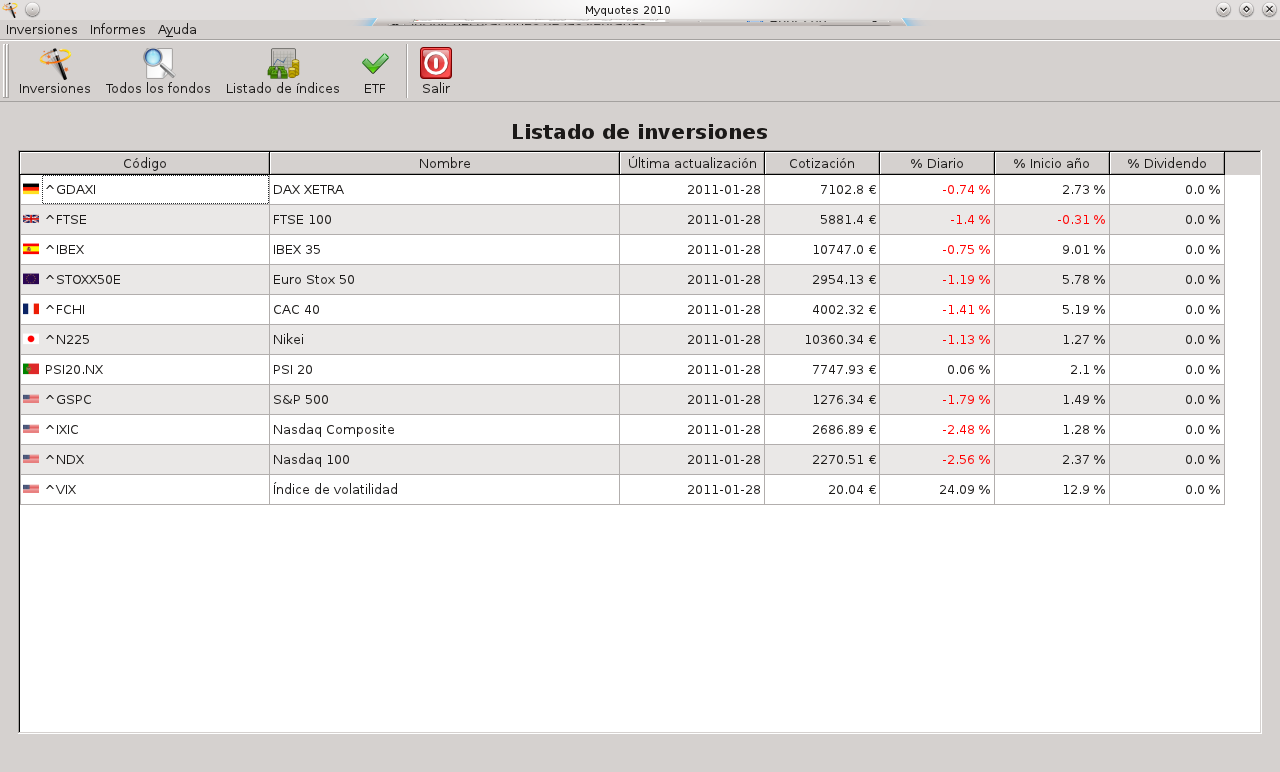 Myquotes 2010
Inversiones Informes Ayuda
Inversiones Todos los fondos Listado de índices ETF Salir
Listado de inversiones
Código Nombre Última actualización Cotización % Diario % Inicio año % Dividendo
^GDAXI DAX XETRA 2011-01-28 7102.8 € -0.74 % 2.73 % 0.0 %
^FTSE FTSE 100 2011-01-28 5881.4 € -1.4 % -0.31 % 0.0 %
^IBEX IBEX 35 2011-01-28 10747.0 € -0.75 % 9.01 % 0.0 %
^STOXX50E Euro Stox 50 2011-01-28 2954.13 € -1.19 % 5.78 % 0.0 %
^FCHI CAC 40 2011-01-28 4002.32 € -1.41 % 5.19 % 0.0 %
^N225 Nikei 2011-01-28 10360.34 € -1.13 % 1.27 % 0.0 %
PSI20.NX PSI 20 2011-01-28 7747.93 € 0.06 % 2.1 % 0.0 %
^GSPC S&P 500 2011-01-28 1276.34 € -1.79 % 1.49 % 0.0 %
^IXIC Nasdaq Composite 2011-01-28 2686.89 € -2.48 % 1.28 % 0.0 %
^NDX Nasdaq 100 2011-01-28 2270.51 € -2.56 % 2.37 % 0.0 %
^VIX Índice de volatilidad 2011-01-28 20.04 € 24.09 % 12.9 % 0.0 %